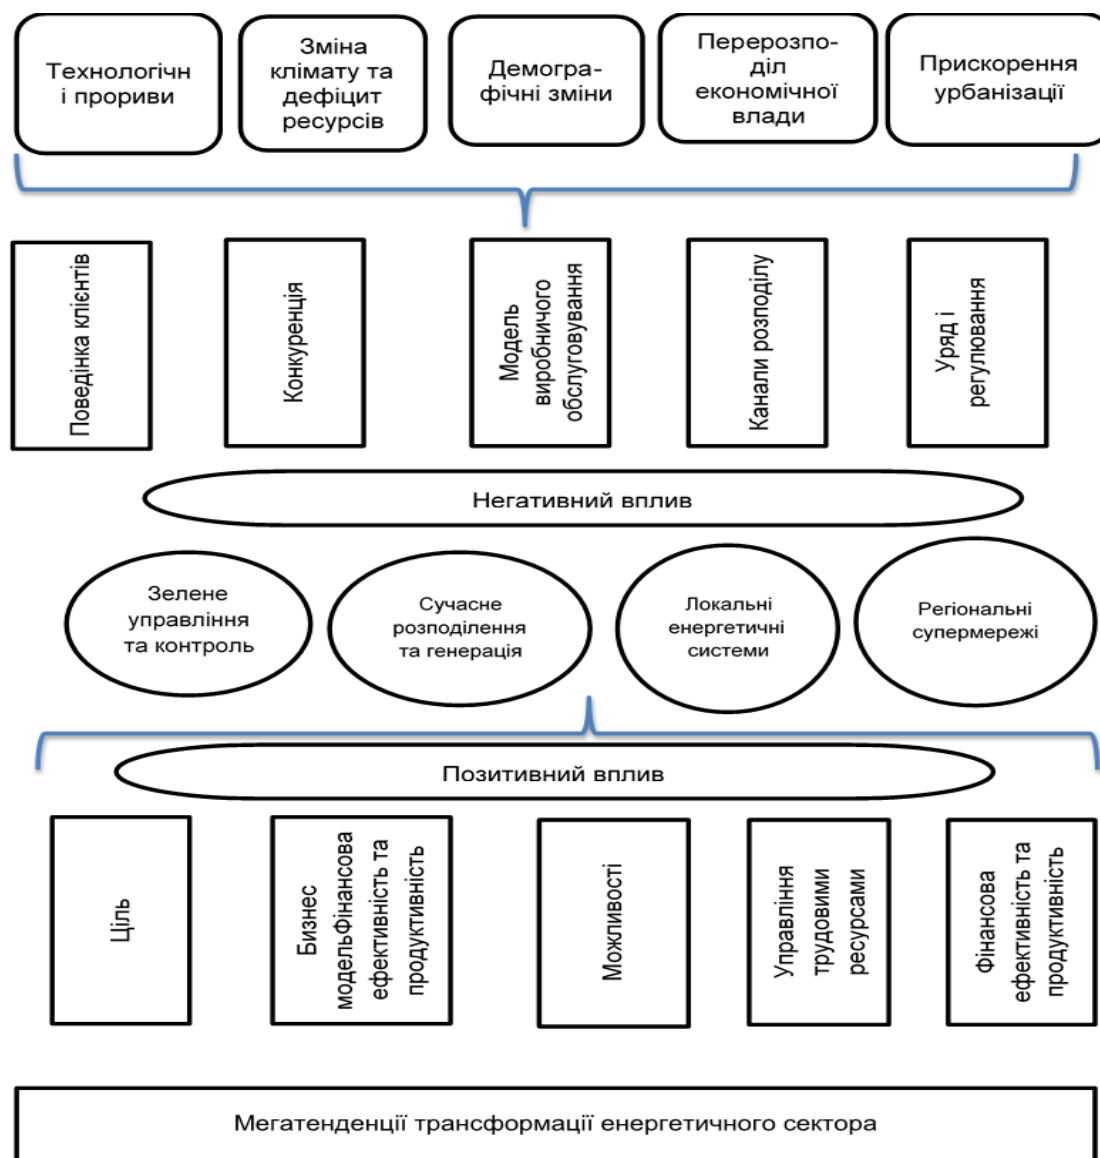 Технологічн
і прориви
Зміна
клімату та
дефіцит
ресурсів
Демогра-
фічні зміни
Перерозпо-
діл
економічної
влади
Прискорення
урбанізації
Поведінка клієнтів
Конкуренція
Модель
виробничого
обслуговування
Канали розподілу
Уряд і
регулювання
Негативний вплив
Зелене
управління
та контроль
Сучасне
розподілення
та генерація
Локальні
енергетичні
системи
Регіональні
супермережі
Позитивний вплив
Ціль
Бизнес
модельФінансова
ефективність та
продуктивність
Можливості
Управління
трудовими
ресурсами
Фінансова
ефективність та
продуктивність
Мегатенденції трансформації енергетичного сектора